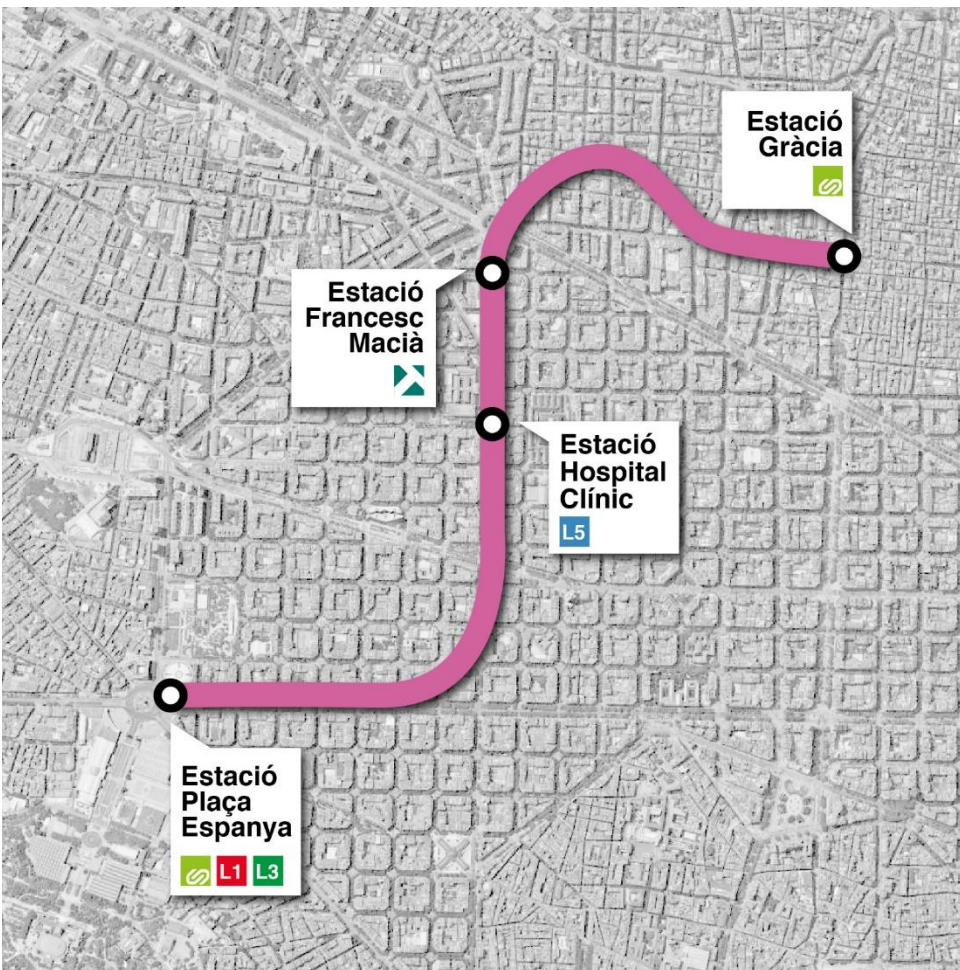 Estació
Gràcia
Estació
Francesc
Macià
Estació
Hospital
Clínic
L5
Estació
Plaça
Espanya
L1 L3